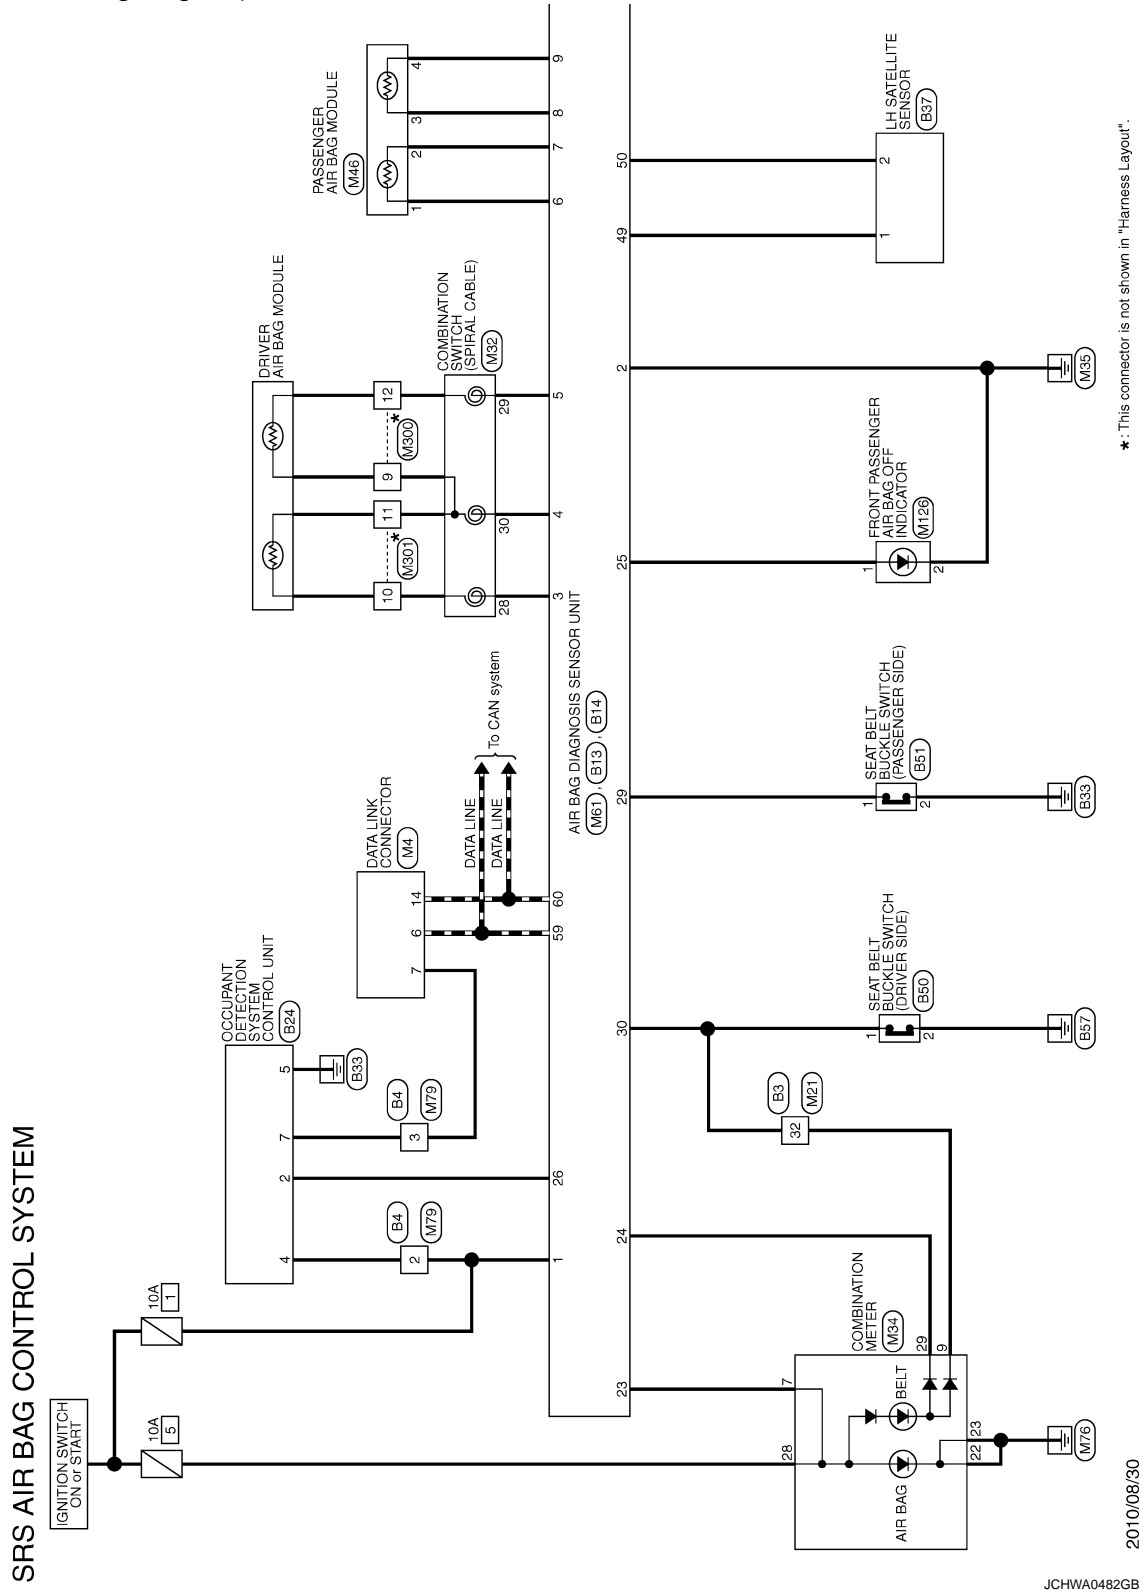 SRS AIR BAG CONTROL SYSTEM
IGNITION SWITCH
ON or START
10A
5
10A
1
OCCUPANT
DETECTION
SYSTEM
CONTROL UNIT
B24
4
2
7
5
B33
2
B4
M79
3
B4
M79
DATA LINK
CONNECTOR
M4
7
6
14
DATA LINE
DATA LINE
To CAN system
DRIVER
AIR BAG MODULE
10
11
9
12
*
M301
*
M300
COMBINATION
SWITCH
(SPIRAL CABLE)
M32
28
30
29
PASSENGER
AIR BAG MODULE
M46
1
2
3
4
1
26
59
60
3
4
5
6
7
8
9
AIR BAG DIAGNOSIS SENSOR UNIT
M61 , B13 , B14
23
24
30
29
25
2
49
50
COMBINATION
METER
M34
28
7
29
9
AIR BAG
BELT
22
23
M76
32
B3
M21
SEAT BELT
BUCKLE SWITCH
(DRIVER SIDE)
B50
1
2
B57
SEAT BELT
BUCKLE SWITCH
(PASSENGER SIDE)
B51
1
2
B33
FRONT PASSENGER
AIR BAG OFF
INDICATOR
M126
1
2
M35
LH SATELLITE
SENSOR
B37
1
2
* : This connector is not shown in "Harness Layout".
2010/08/30
JCHWA0482GB